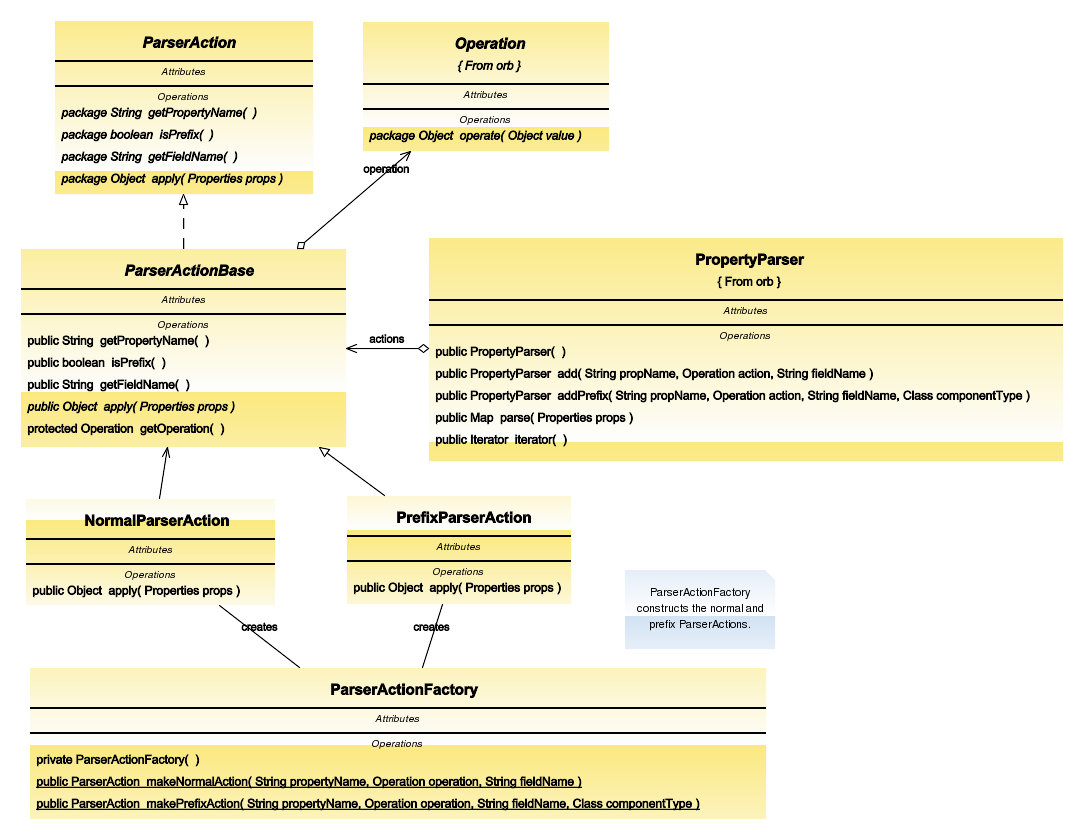 ParserAction
Attributes
Operations
package String getPropertyName( )
package boolean isPrefix( )
package String getFieldName( )
package Object apply( Properties props )
Operation
{ From orb }
Attributes
Operations
package Object operate( Object value )
operation
ParserActionBase
Attributes
Operations
public String getPropertyName( )
public boolean isPrefix( )
public String getFieldName( )
public Object apply( Properties props )
protected Operation getOperation( )
actions
PropertyParser
{ From orb }
Attributes
Operations
public PropertyParser( )
public PropertyParser add( String propName, Operation action, String fieldName )
public PropertyParser addPrefix( String propName, Operation action, String fieldName, Class componentType )
public Map parse( Properties props )
public Iterator iterator( )
NormalParserAction
Attributes
Operations
public Object apply( Properties props )
PrefixParserAction
Attributes
Operations
public Object apply( Properties props )
ParserActionFactory
constructs the normal and
prefix ParserActions.
creates
creates
ParserActionFactory
Attributes
Operations
private ParserActionFactory( )
public ParserAction makeNormalAction( String propertyName, Operation operation, String fieldName )
public ParserAction makePrefixAction( String propertyName, Operation operation, String fieldName, Class componentType )